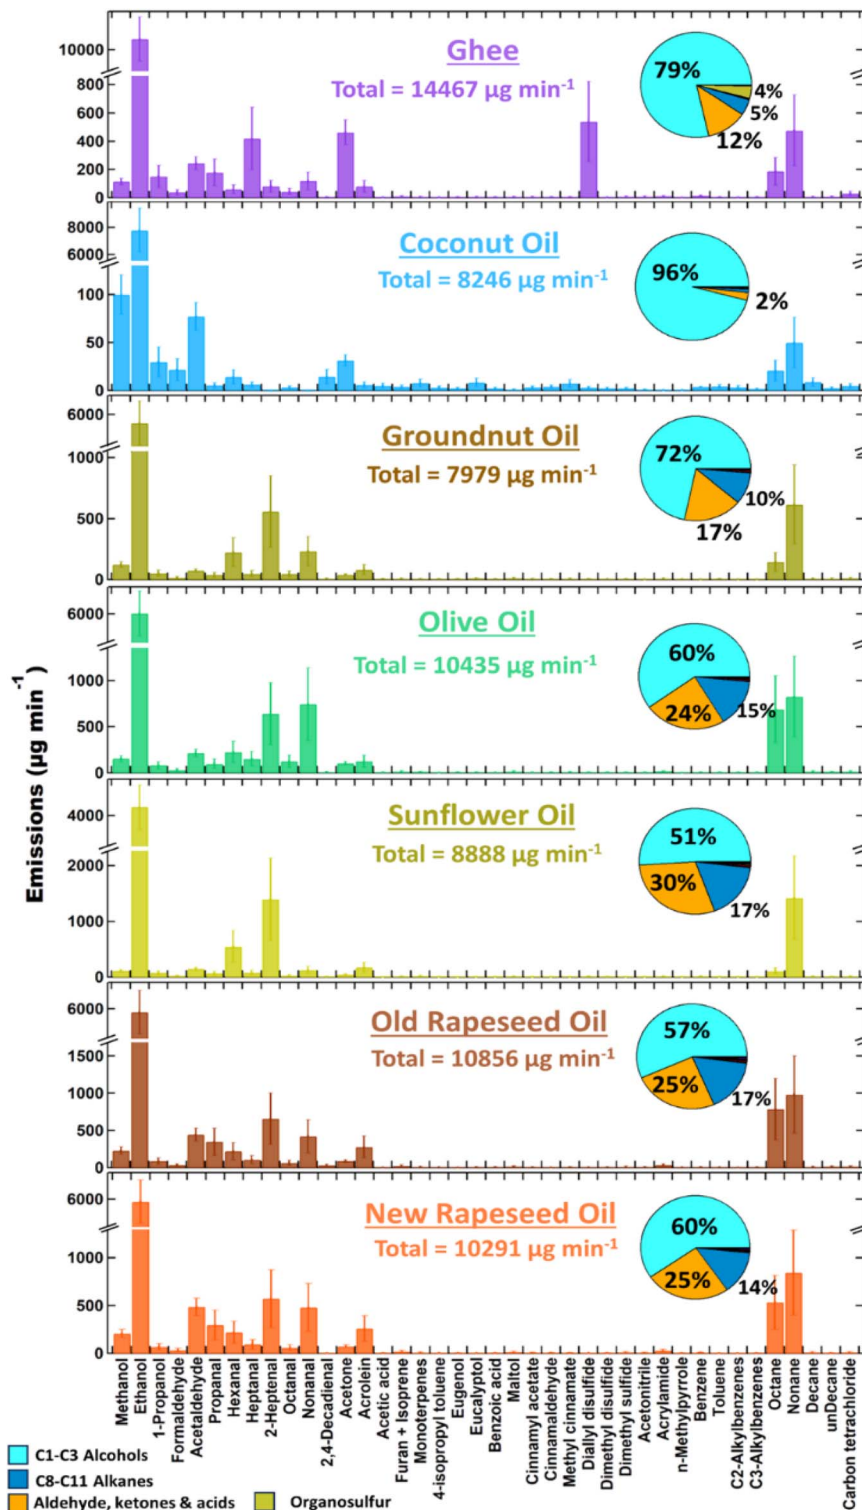 Emissions (µg min⁻¹)
Ghee
Total = 14467 µg min⁻¹
10000
800
600
400
200
0
79%
4%
5%
12%
Coconut Oil
Total = 8246 µg min⁻¹
8000
6000
100
50
0
96%
2%
Groundnut Oil
Total = 7979 µg min⁻¹
6000
1000
500
0
72%
10%
17%
Olive Oil
Total = 10435 µg min⁻¹
6000
1000
500
0
60%
15%
24%
Sunflower Oil
Total = 8888 µg min⁻¹
4000
2000
1000
0
51%
30%
17%
Old Rapeseed Oil
Total = 10856 µg min⁻¹
6000
1500
1000
500
0
57%
25%
17%
New Rapeseed Oil
Total = 10291 µg min⁻¹
6000
1000
500
0
60%
25%
14%
Methanol
Ethanol
1-Propanol
Formaldehyde
Acetaldehyde
Propanal
Hexanal
Heptanal
2-Heptenal
Octanal
Nonanal
2,4-Decadienal
Acetone
Acrolein
Acetic acid
Furan + Isoprene
Monoterpenes
4-isopropyl toluene
Eugenol
Eucalyptol
Benzoic acid
Maltol
Cinnamyl acetate
Cinnamaldehyde
Methyl cinnamate
Diallyl disulfide
Dimethyl disulfide
Dimethyl sulfide
Acetonitrile
Acrylamide
n-Methylpyrrole
Benzene
Toluene
C2-Alkylbenzenes
C3-Alkylbenzenes
Octane
Nonane
Decane
unDecane
Carbon tetrachloride
C1-C3 Alcohols
C8-C11 Alkanes
Aldehyde, ketones & acids
Organosulfur